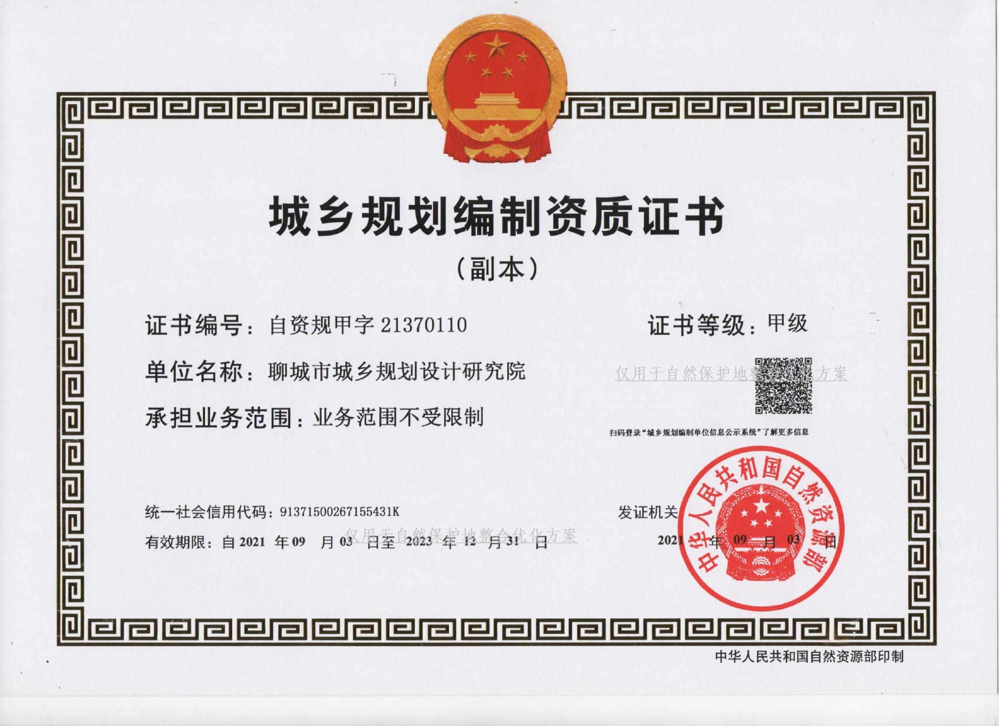 城乡规划编制资质证书
（副本）
证书编号：自资规甲字 21370110
证书等级：甲级
单位名称：聊城市城乡规划设计研究院
仅用于自然保护地整合优化方案
承担业务范围：业务范围不受限制
扫码登录“城乡规划编制单位信息公示系统”了解更多信息
统一社会信用代码：91371500267155431K
发证机关
中华人民共和国自然资源部
仅用于自然保护地整合优化方案
有效期限：自 2021 年 09 月 03 日至 2023 年 12 月 31 日
2021 年 09 月 03 日
中华人民共和国自然资源部印制